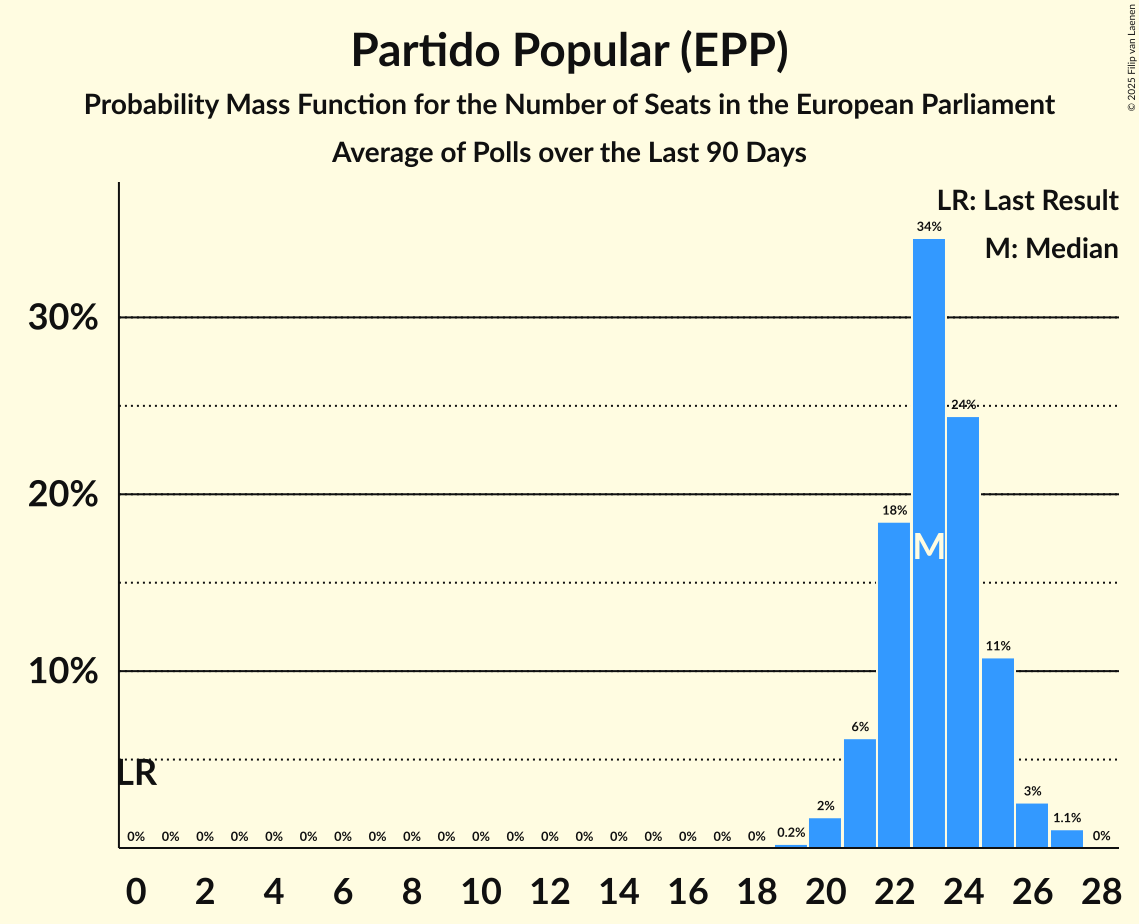 Partido Popular (EPP)
Probability Mass Function for the Number of Seats in the European Parliament
Average of Polls over the Last 90 Days
© 2025 Filip van Laenen
LR: Last Result
M: Median
34%
30%
24%
20%
18%
M
11%
10%
6%
LR
3%
2%
1.1%
0% 0% 0% 0% 0% 0% 0% 0% 0% 0% 0% 0% 0% 0% 0% 0% 0% 0% 0% 0.2% 0%
0 2 4 6 8 10 12 14 16 18 20 22 24 26 28